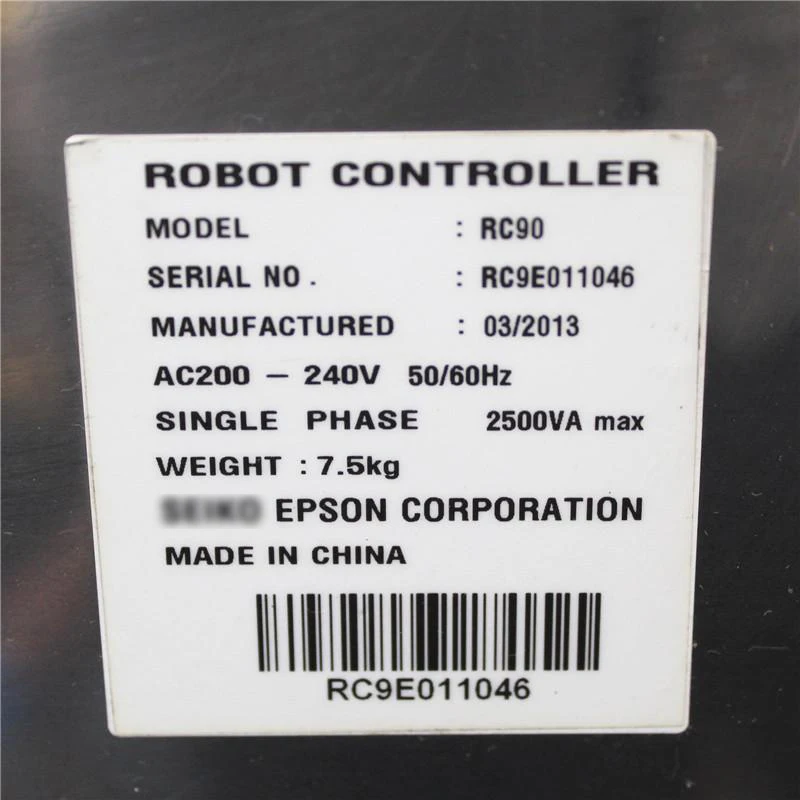 ROBOT CONTROLLER
MODEL : RC90
SERIAL NO. : RC9E011046
MANUFACTURED : 03/2013
AC200 – 240V 50/60Hz
SINGLE PHASE 2500VA max
WEIGHT : 7.5kg
EPSON CORPORATION
MADE IN CHINA
RC9E011046